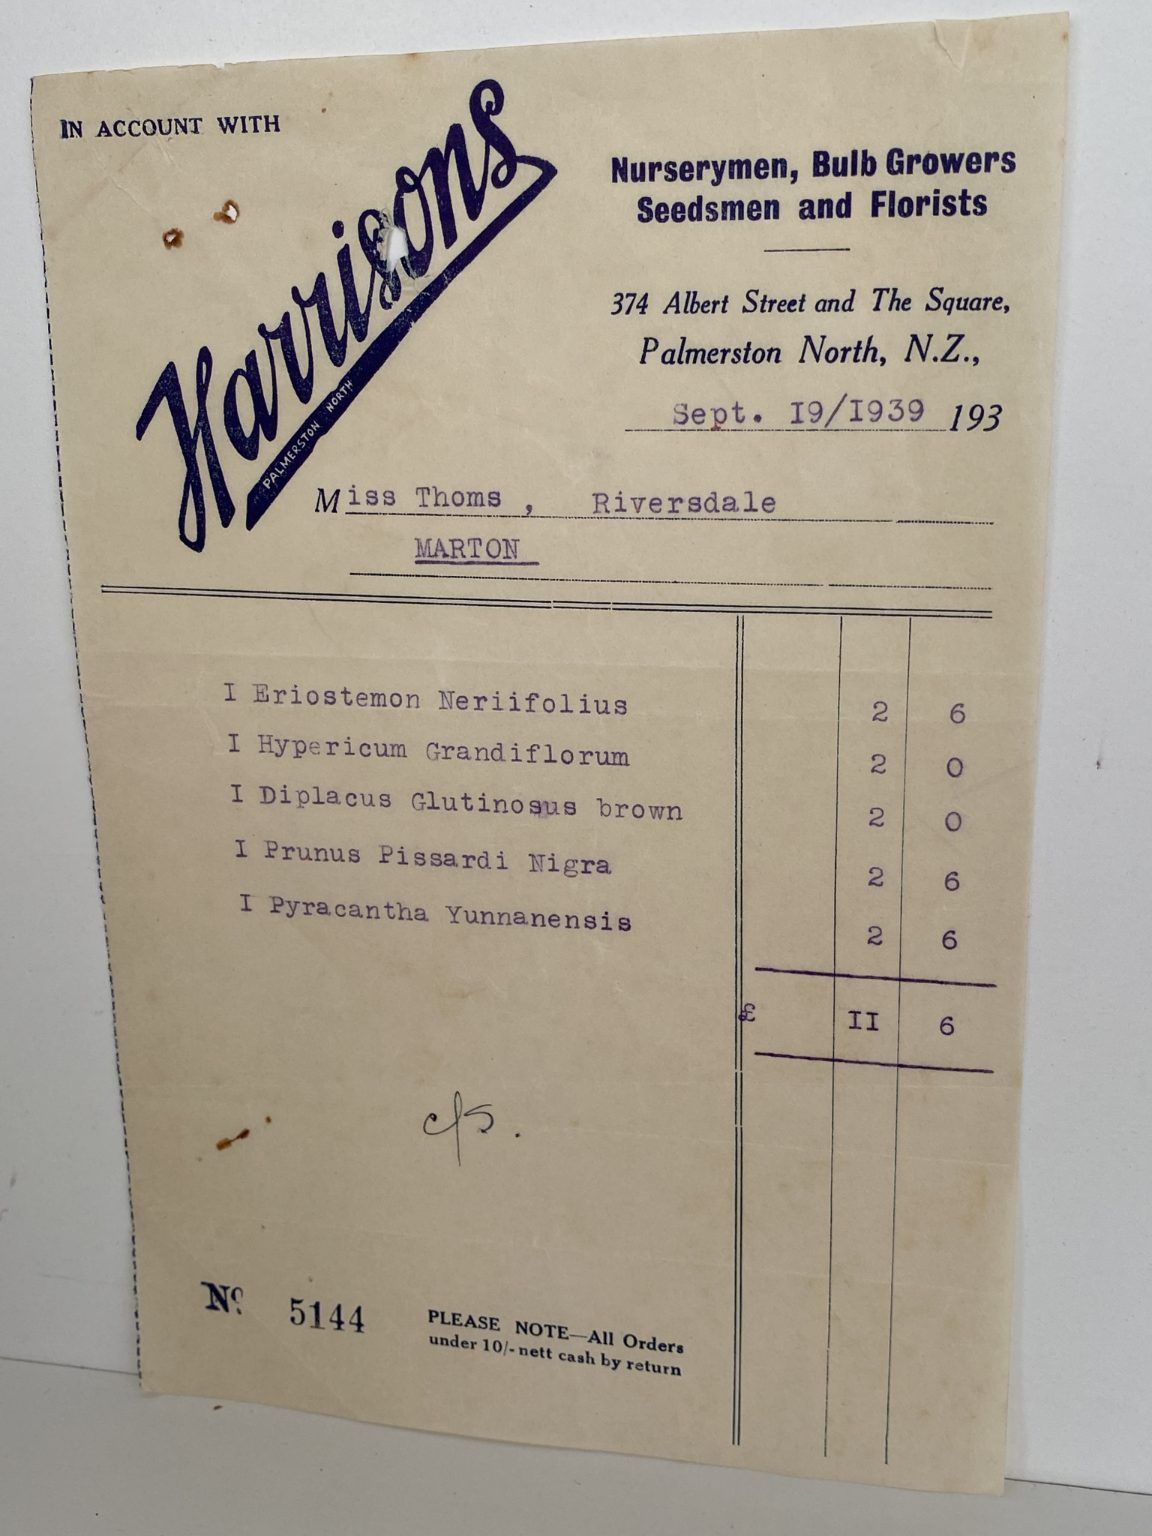 IN ACCOUNT WITH
Harrisons
PALMERSTON NORTH
Nurserymen, Bulb Growers
Seedsmen and Florists
374 Albert Street and The Square,
Palmerston North, N.Z.,
Sept. I9/I939 193
Miss Thoms , Riversdale
MARTON
I Eriostemon Neriifolius 2 6
I Hypericum Grandiflorum 2 0
I Diplacus Glutinosus brown 2 0
I Prunus Pissardi Nigra 2 6
I Pyracantha Yunnanensis 2 6
£ II 6
c/s.
No. 5144
PLEASE NOTE—All Orders
under 10/- nett cash by return